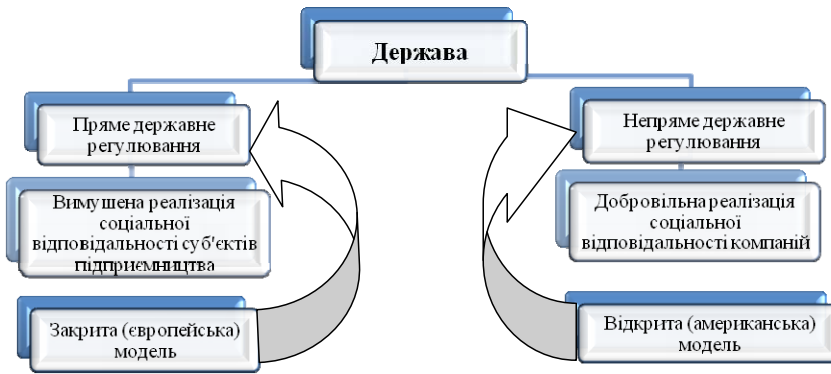 Держава
Пряме державне
регулювання
Вимушена реалізація
соціальної
відповідальності суб'єктів
підприємництва
Закрита (європейська)
модель
Непряме державне
регулювання
Добровільна реалізація
соціальної
відповідальності компаній
Відкрита (американська)
модель